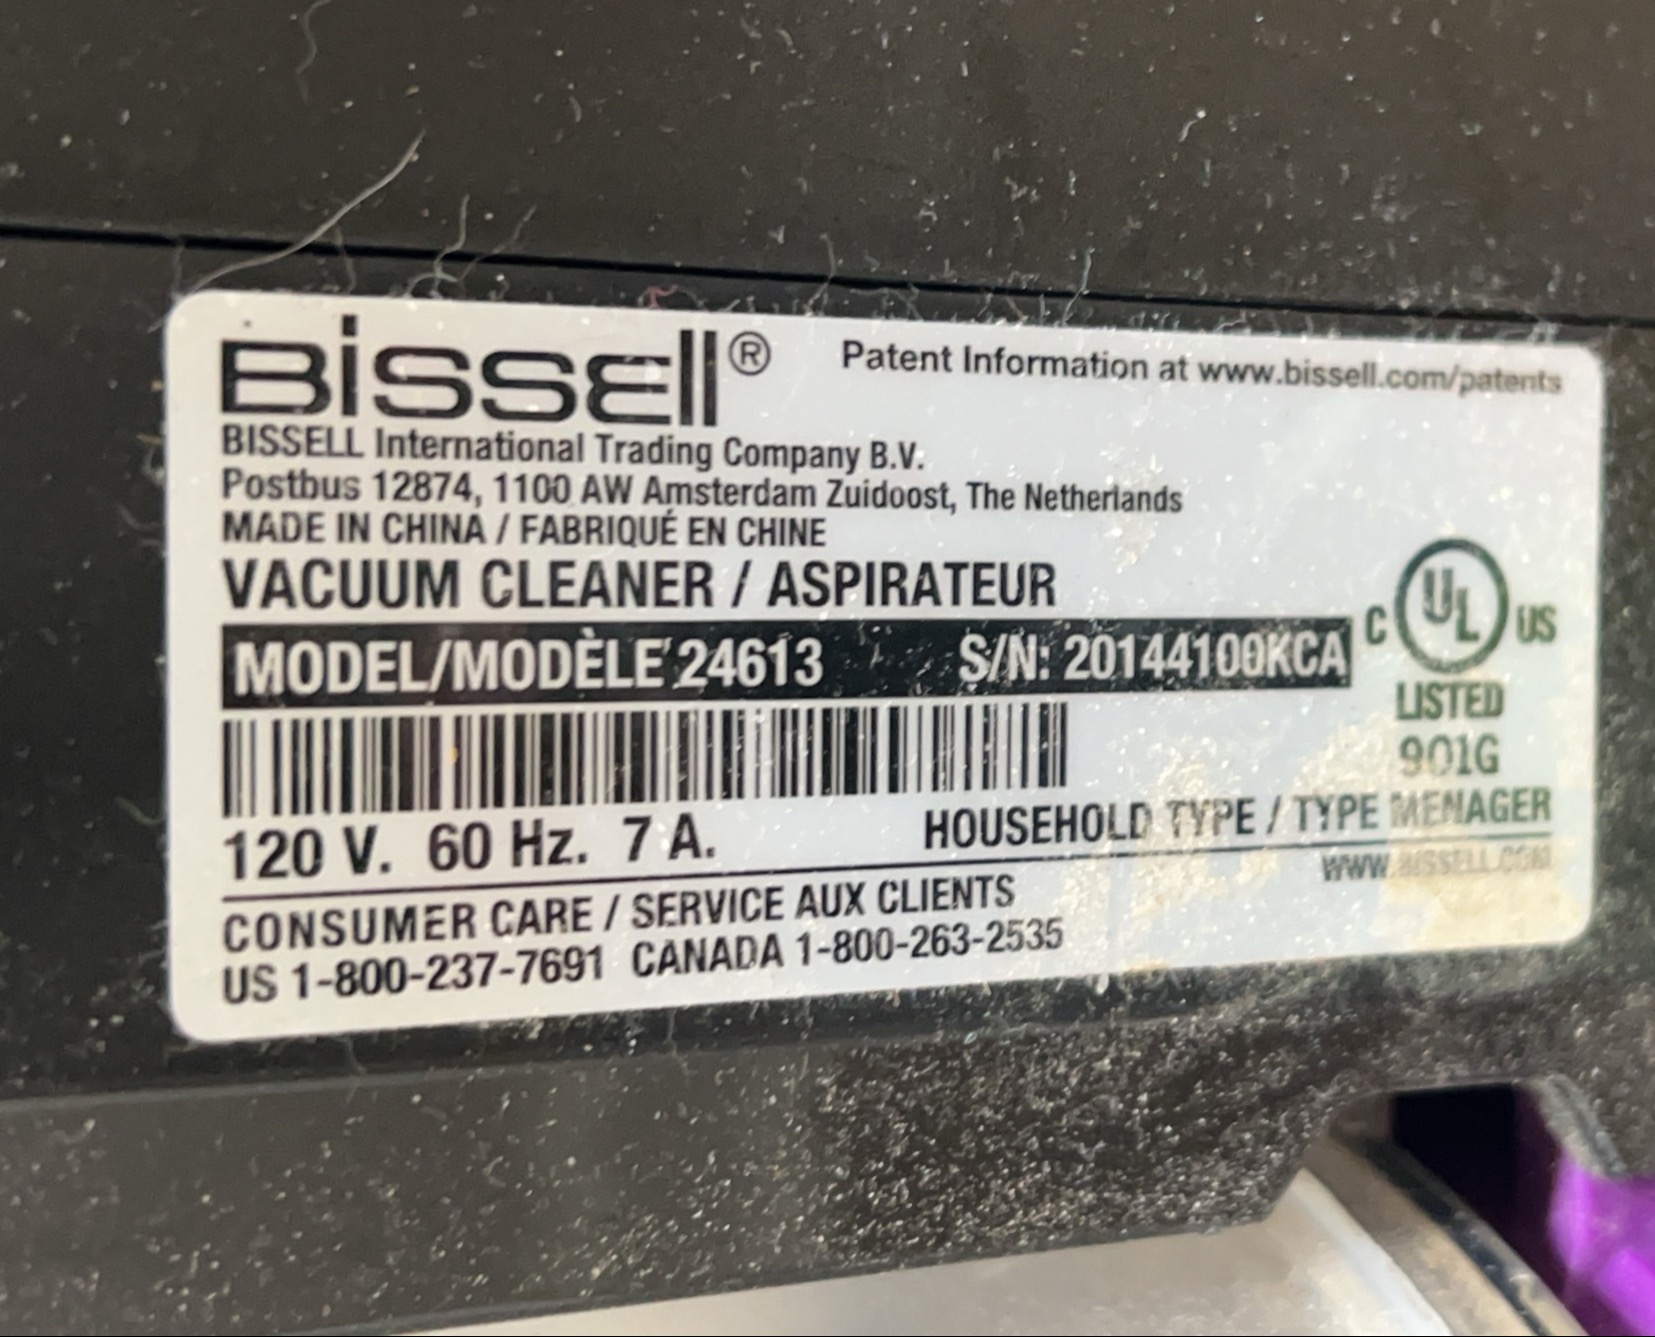 Bissell® Patent Information at www.bissell.com/patents
BISSELL International Trading Company B.V.
Postbus 12874, 1100 AW Amsterdam Zuidoost, The Netherlands
MADE IN CHINA / FABRIQUÉ EN CHINE
VACUUM CLEANER / ASPIRATEUR
MODEL/MODÈLE 24613 S/N: 20144100KCA
C UL US
LISTED
901G
120 V. 60 Hz. 7 A.
HOUSEHOLD TYPE / TYPE MENAGER
WWW.BISSELL.COM
CONSUMER CARE / SERVICE AUX CLIENTS
US 1-800-237-7691 CANADA 1-800-263-2535